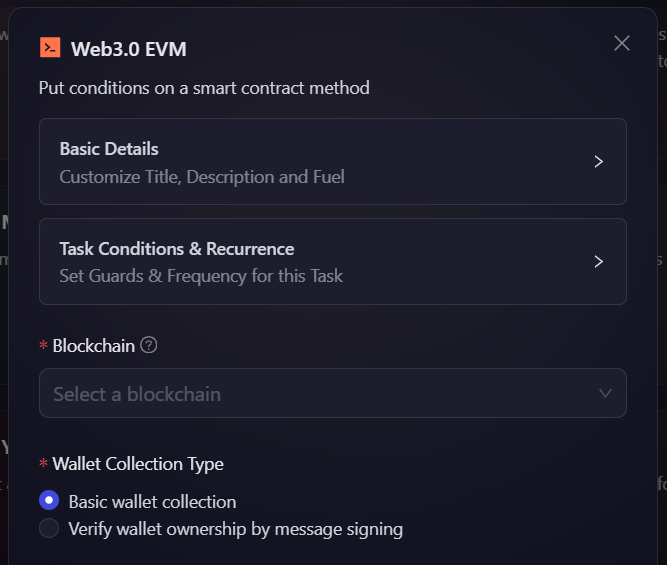 Web3.0 EVM
Put conditions on a smart contract method
Basic Details
Customize Title, Description and Fuel
Task Conditions & Recurrence
Set Guards & Frequency for this Task
* Blockchain
Select a blockchain
* Wallet Collection Type
Basic wallet collection
Verify wallet ownership by message signing